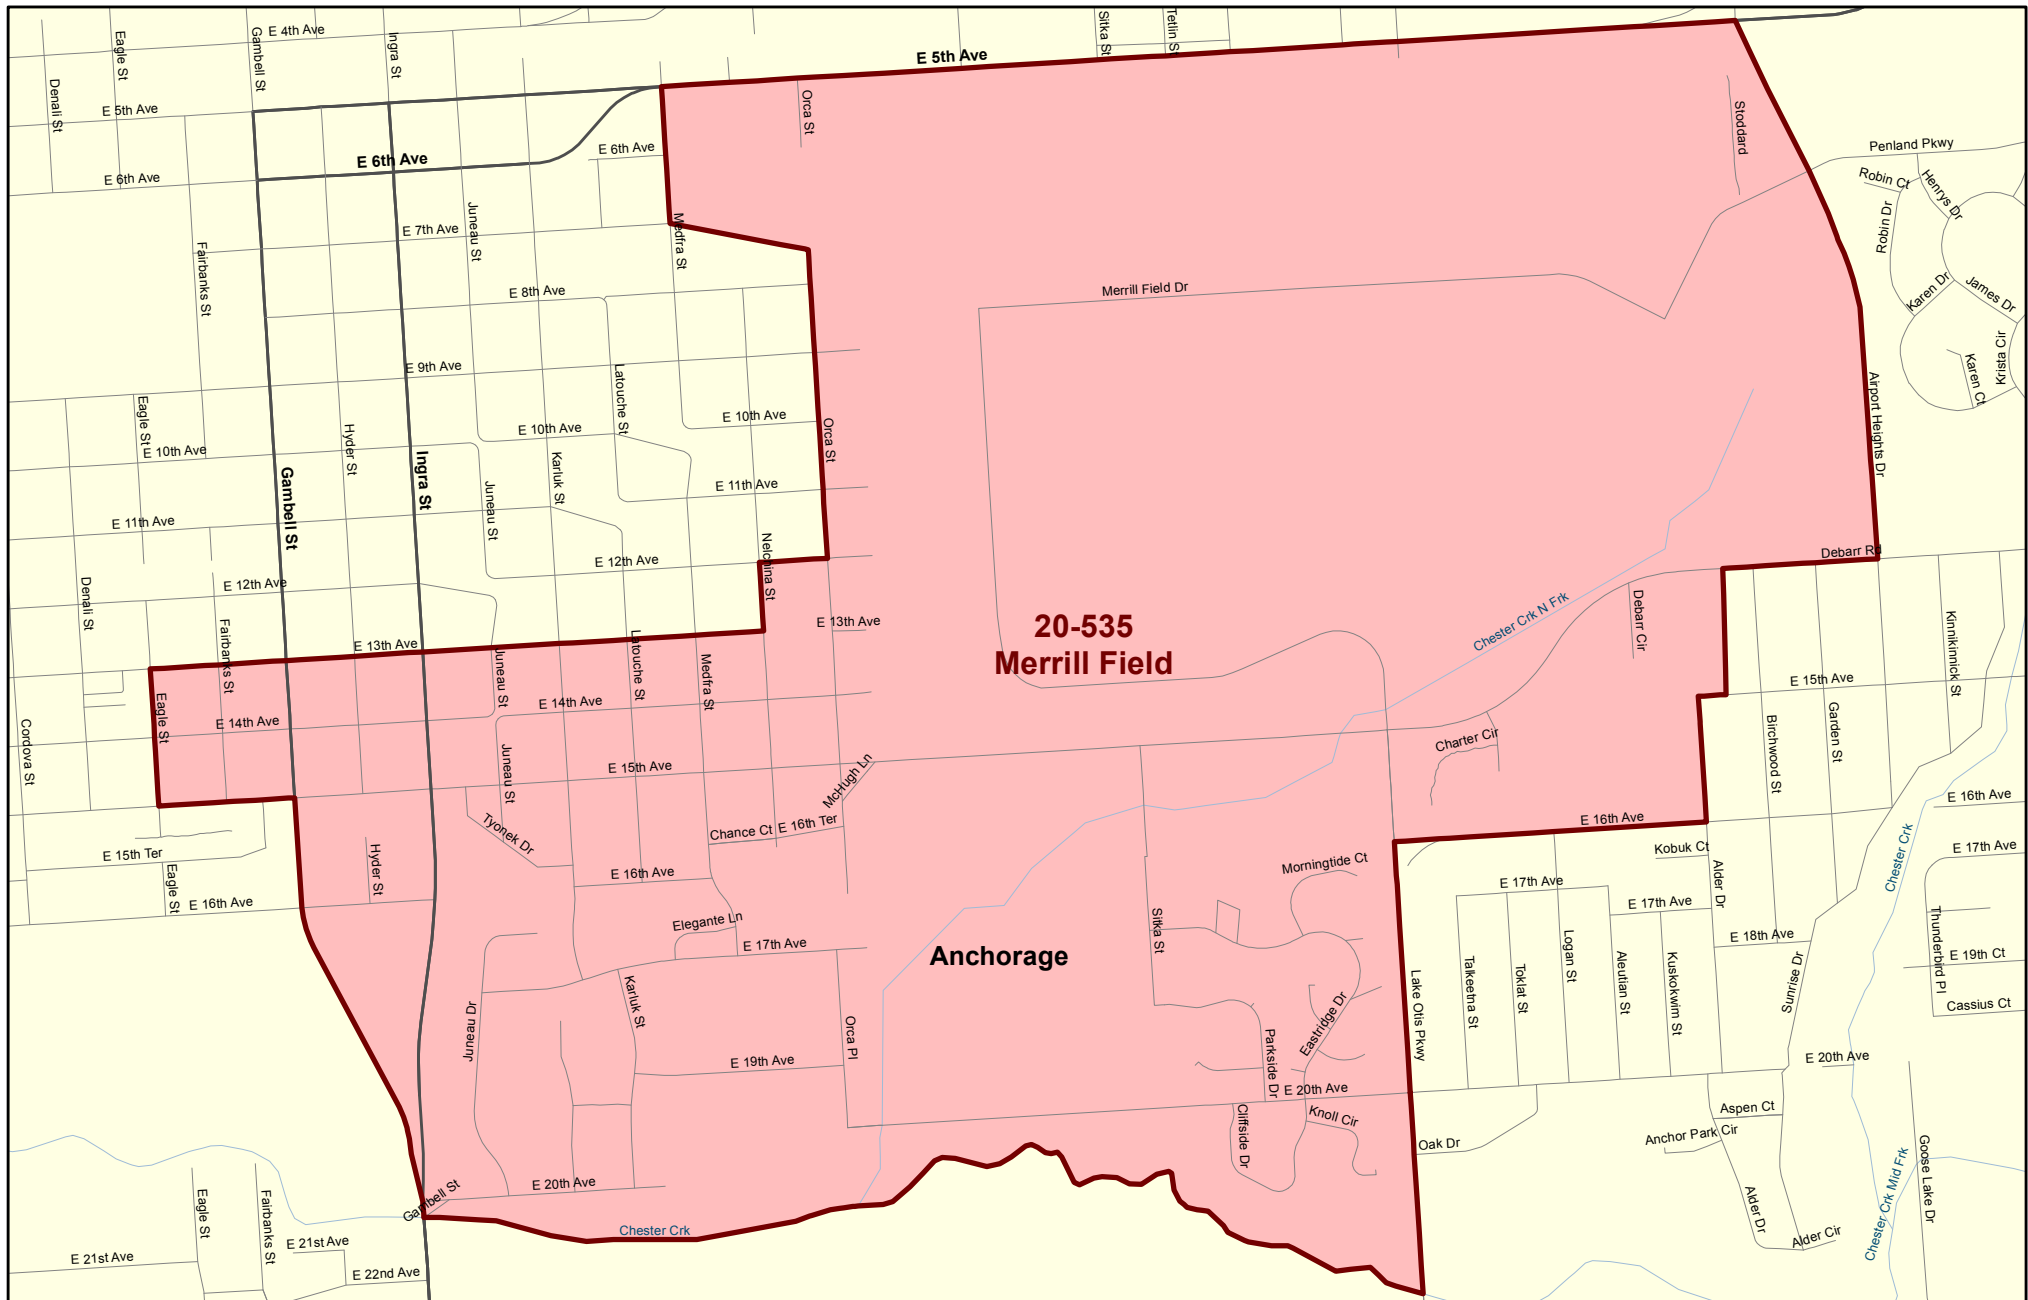 E 4th Ave
Eagle St
Gambell St
Ingra St
Sitka St
Tetlin St
E 5th Ave
Denali St
E 5th Ave
Orca St
Stoddard
E 6th Ave
E 6th Ave
E 6th Ave
Penland Pkwy
Robin Ct
Henrys Dr
Robin Dr
Fairbanks St
E 7th Ave
Juneau St
Medfra St
E 8th Ave
Merrill Field Dr
Karen Dr
James Dr
E 9th Ave
Latouche St
Krista Cir
Karen Ct
Airport Heights Dr
Eagle St
E 10th Ave
Hyder St
E 10th Ave
E 10th Ave
Orca St
Gambell St
Ingra St
Karluk St
Juneau St
E 11th Ave
E 11th Ave
Nelchina St
E 12th Ave
E 12th Ave
Debarr Rd
Denali St
Fairbanks St
E 13th Ave
E 13th Ave
20-535
Merrill Field
Chester Crk N Frk
Debarr Cir
Kinnikinnick St
Juneau St
Latouche St
Medfra St
E 14th Ave
E 14th Ave
Eagle St
E 15th Ave
Cordova St
Charter Cir
Birchwood St
Garden St
E 15th Ave
Juneau St
McHugh Ln
E 16th Ave
E 16th Ave
Tyonek Dr
Chance Ct
E 16th Ter
E 15th Ter
Hyder St
Eagle St
E 16th Ave
E 16th Ave
Morningtide Ct
Kobuk Ct
Alder Dr
Chester Crk
E 17th Ave
E 17th Ave
E 17th Ave
Elegante Ln
E 17th Ave
Sitka St
Anchorage
E 18th Ave
Thunderbird Pl
E 19th Ct
Cassius Ct
Lake Otis Pkwy
Talkeetna St
Toklat St
Logan St
Aleutian St
Kuskokwim St
Sunrise Dr
Karluk St
Juneau Dr
Orca Pl
Eastridge Dr
Parkside Dr
E 19th Ave
E 20th Ave
E 20th Ave
Cliffside Dr
Knoll Cir
Oak Dr
Aspen Ct
Anchor Park Cir
Goose Lake Dr
Chester Crk Mid Frk
Alder Dr
Alder Cir
Gambell St
E 20th Ave
Chester Crk
Eagle St
Fairbanks St
E 21st Ave
E 21st Ave
E 22nd Ave